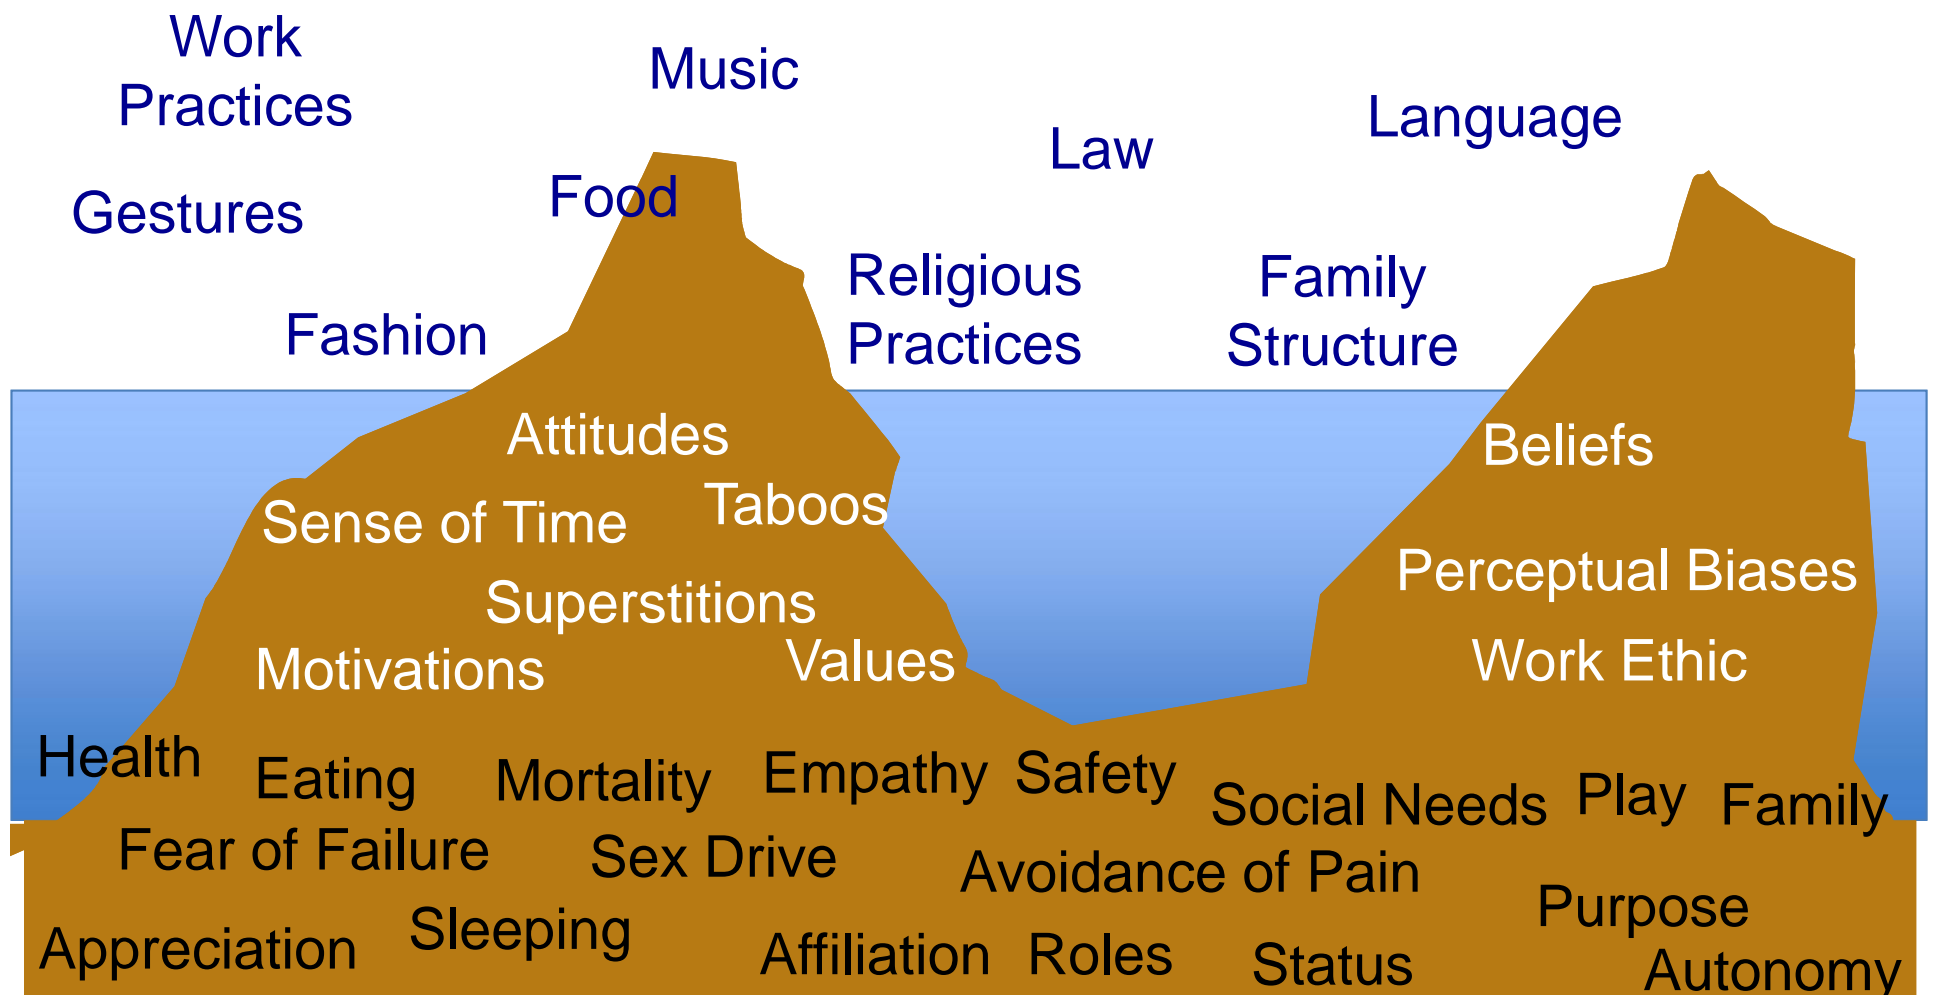 Work
Practices
Music
Language
Law
Food
Gestures
Religious
Practices
Family
Structure
Fashion
Attitudes
Beliefs
Taboos
Sense of Time
Perceptual Biases
Superstitions
Values
Work Ethic
Motivations
Health
Eating
Mortality
Empathy
Safety
Social Needs
Play
Family
Fear of Failure
Sex Drive
Avoidance of Pain
Purpose
Sleeping
Appreciation
Affiliation
Roles
Status
Autonomy